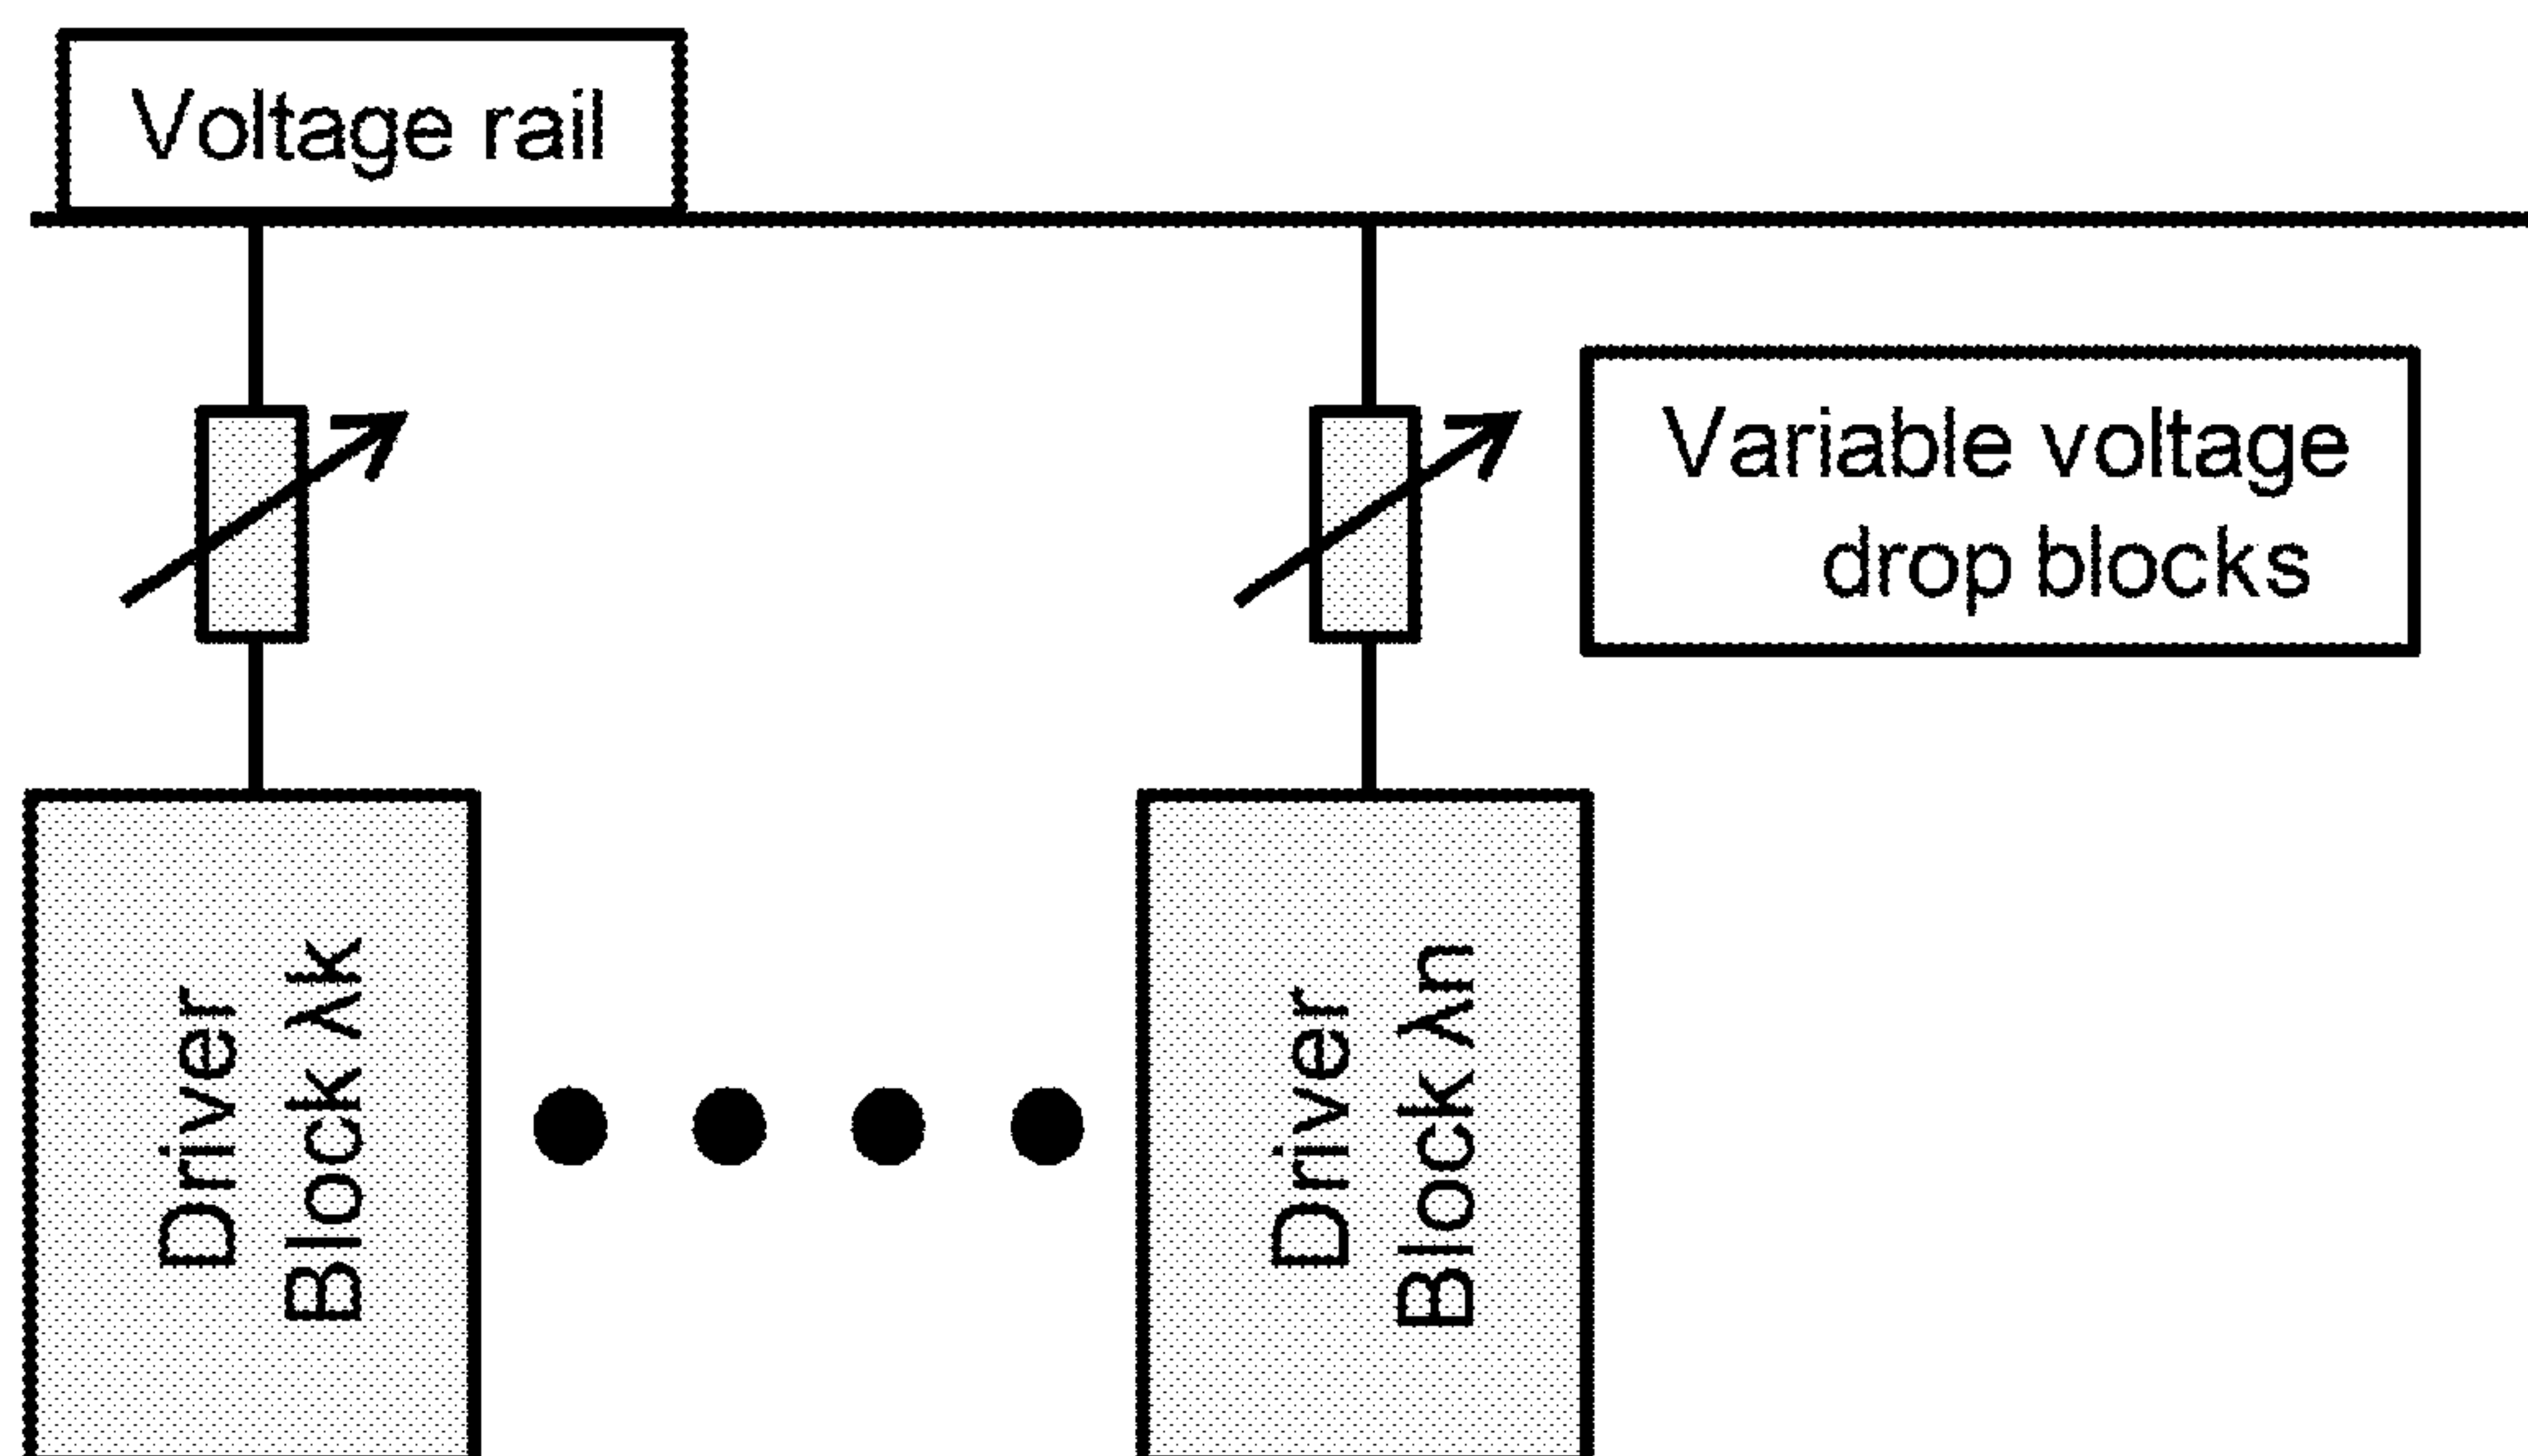 Voltage rail
Variable voltage
drop blocks
Driver
Block λk
Driver
Block λn